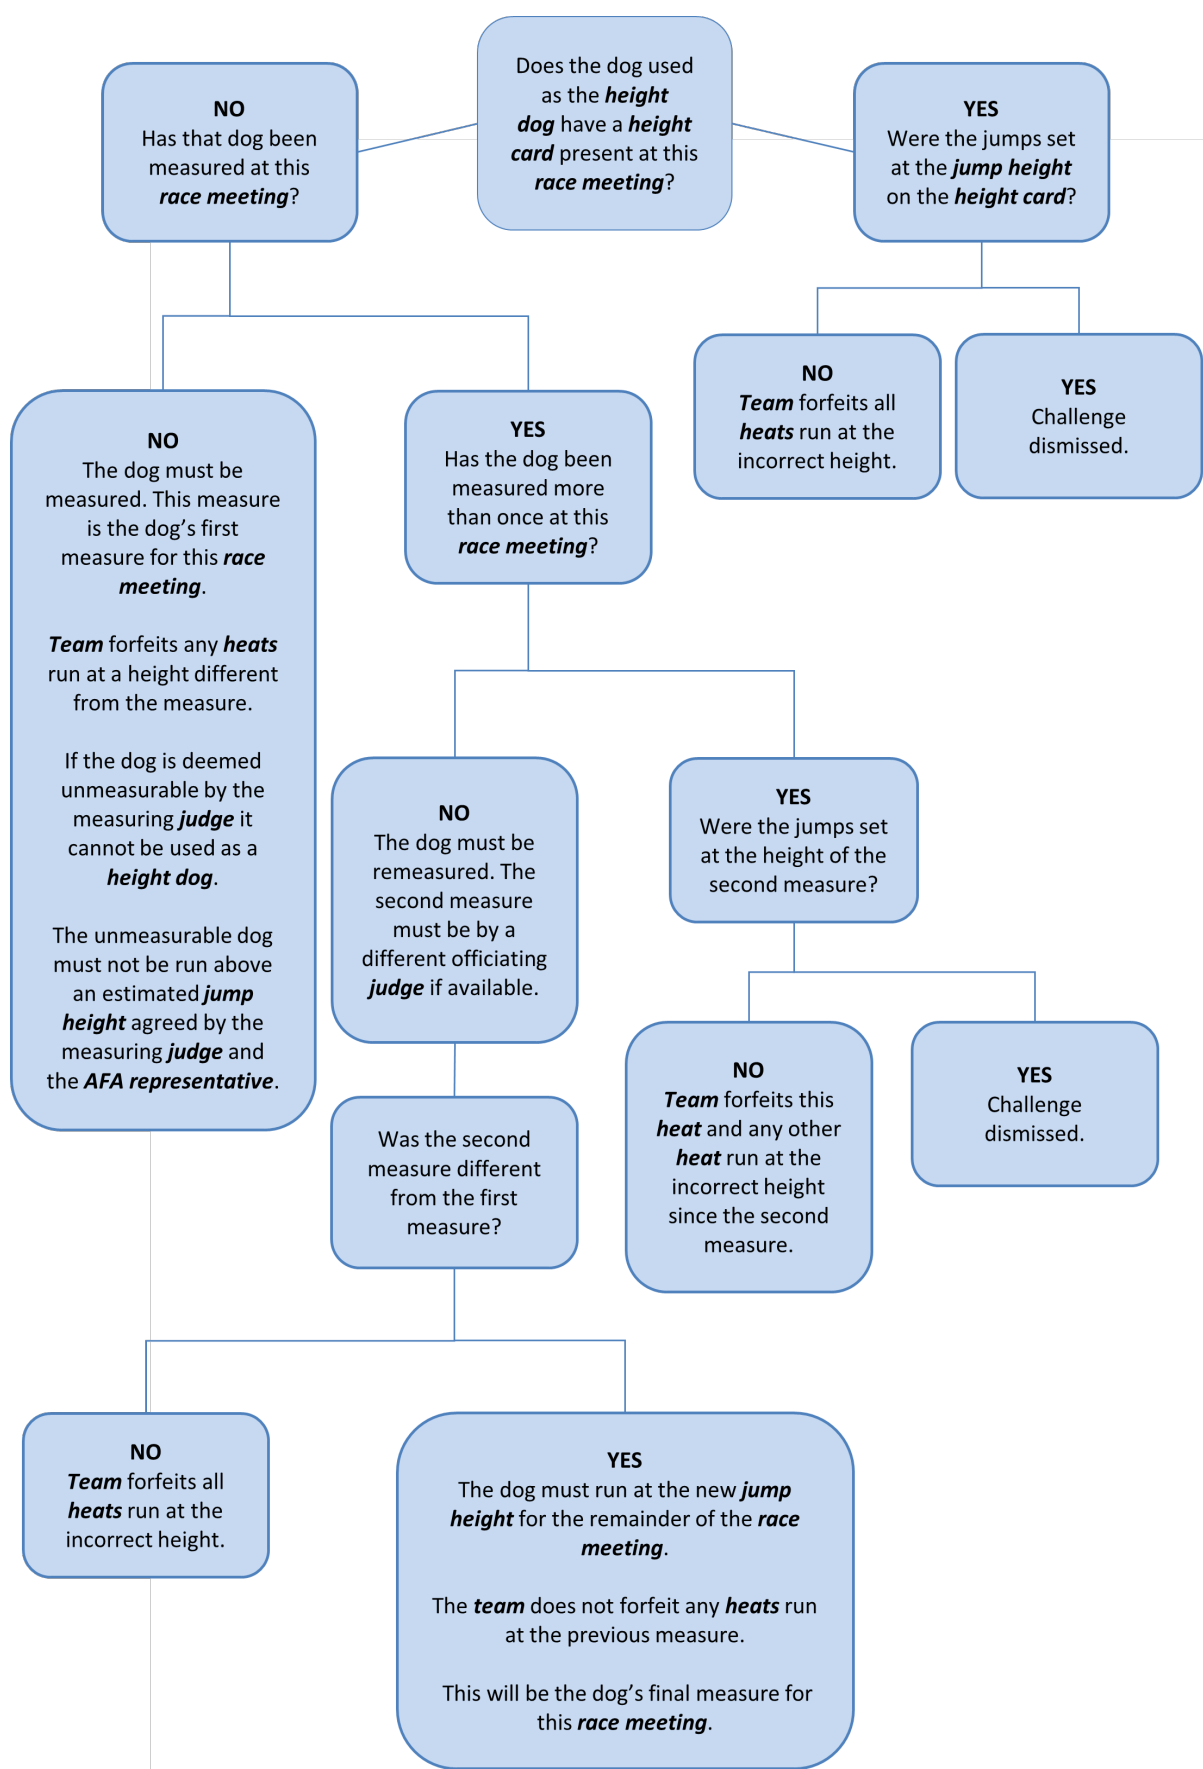 Does the dog used
as the height
dog have a height
card present at this
race meeting?
NO
Has that dog been
measured at this
race meeting?
YES
Were the jumps set
at the jump height
on the height card?
NO
Team forfeits all
heats run at the
incorrect height.
YES
Challenge
dismissed.
NO
The dog must be
measured. This measure
is the dog’s first
measure for this race
meeting.
Team forfeits any heats
run at a height different
from the measure.
If the dog is deemed
unmeasurable by the
measuring judge it
cannot be used as a
height dog.
The unmeasurable dog
must not be run above
an estimated jump
height agreed by the
measuring judge and
the AFA representative.
YES
Has the dog been
measured more
than once at this
race meeting?
NO
The dog must be
remeasured. The
second measure
must be by a
different officiating
judge if available.
YES
Were the jumps set
at the height of the
second measure?
NO
Team forfeits this
heat and any other
heat run at the
incorrect height
since the second
measure.
YES
Challenge
dismissed.
Was the second
measure different
from the first
measure?
NO
Team forfeits all
heats run at the
incorrect height.
YES
The dog must run at the new jump
height for the remainder of the race
meeting.
The team does not forfeit any heats run
at the previous measure.
This will be the dog’s final measure for
this race meeting.